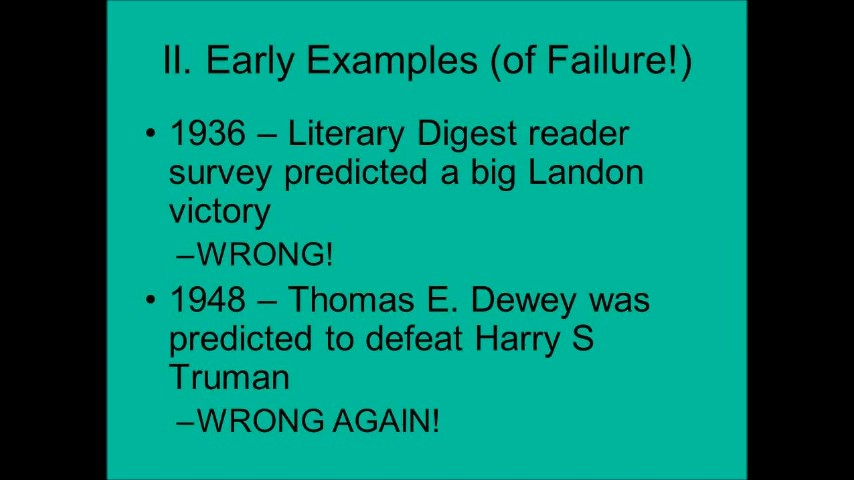 II. Early Examples (of Failure!)
• 1936 – Literary Digest reader
survey predicted a big Landon
victory
–WRONG!
• 1948 – Thomas E. Dewey was
predicted to defeat Harry S
Truman
–WRONG AGAIN!